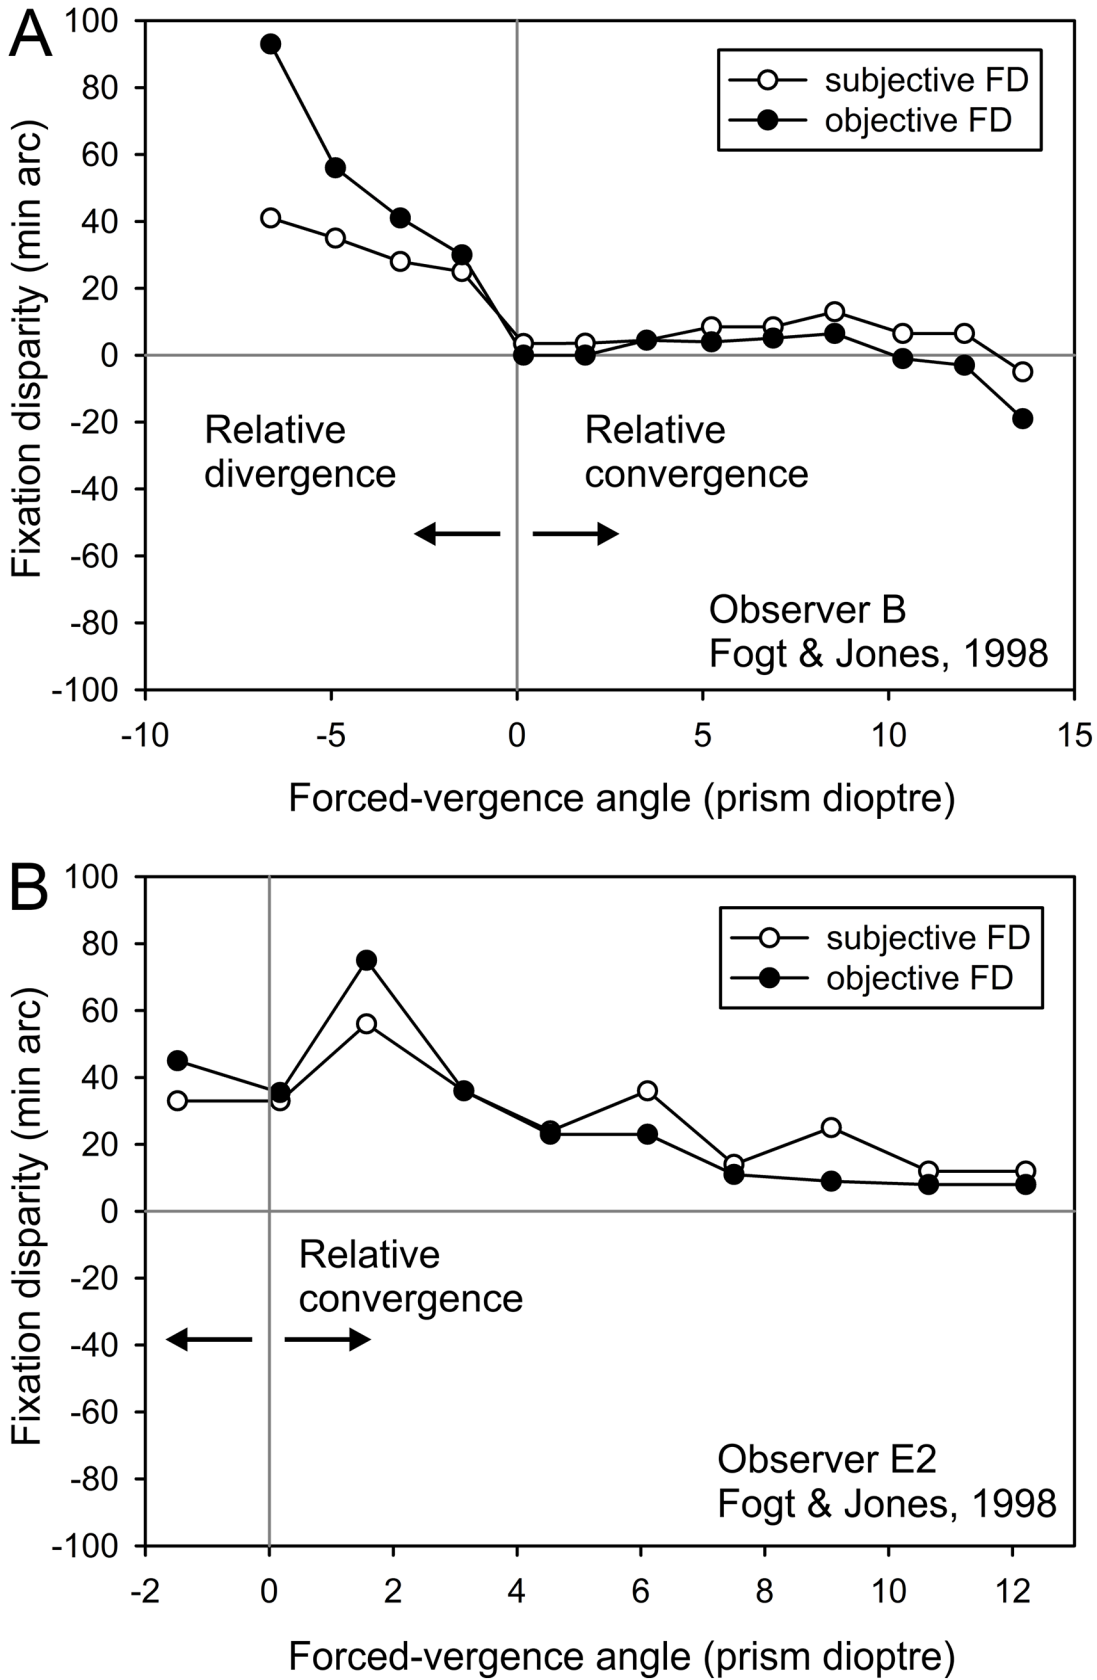 A
100
80
60
40
20
0
-20
-40
-60
-80
-100
Fixation disparity (min arc)
subjective FD
objective FD
Relative
divergence
Relative
convergence
Observer B
Fogt & Jones, 1998
-10 -5 0 5 10 15
Forced-vergence angle (prism dioptre)
B
100
80
60
40
20
0
-20
-40
-60
-80
-100
Fixation disparity (min arc)
subjective FD
objective FD
Relative
convergence
Observer E2
Fogt & Jones, 1998
-2 0 2 4 6 8 10 12
Forced-vergence angle (prism dioptre)